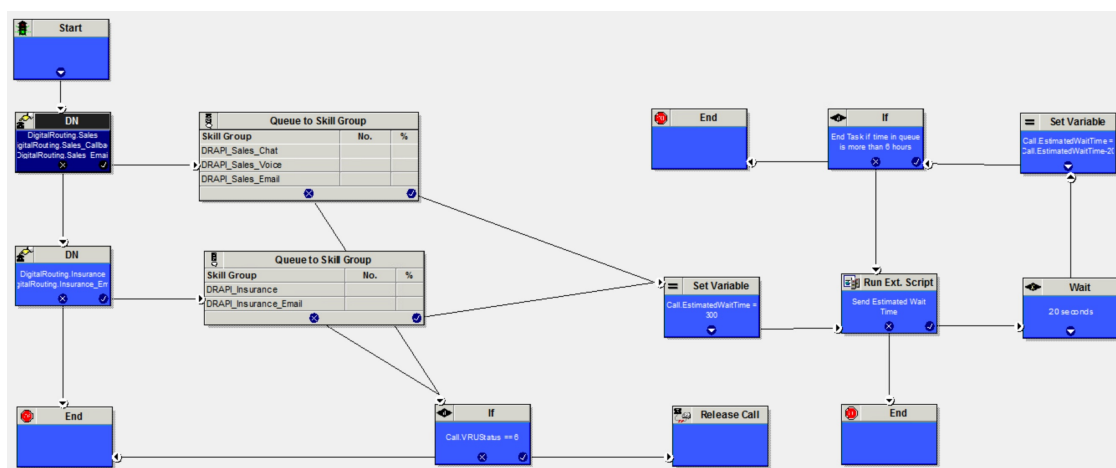 Start
DN
DigitalRouting.Sales
igitalRouting.Sales_Callba
DigitalRouting.Sales_Email
Queue to Skill Group
Skill Group No. %
DRAPI_Sales_Chat
DRAPI_Sales_Voice
DRAPI_Sales_Email
End
If
End Task if time in queue
is more than 6 hours
Set Variable
Call.EstimatedWaitTime =
Call.EstimatedWaitTime-20
DN
DigitalRouting.Insurance
gitalRouting.Insurance_Em
Queue to Skill Group
Skill Group No. %
DRAPI_Insurance
DRAPI_Insurance_Email
Set Variable
Call.EstimatedWaitTime =
300
Run Ext. Script
Send Estimated Wait
Time
Wait
20 seconds
End
If
Call.VRUStatus == 6
Release Call
End